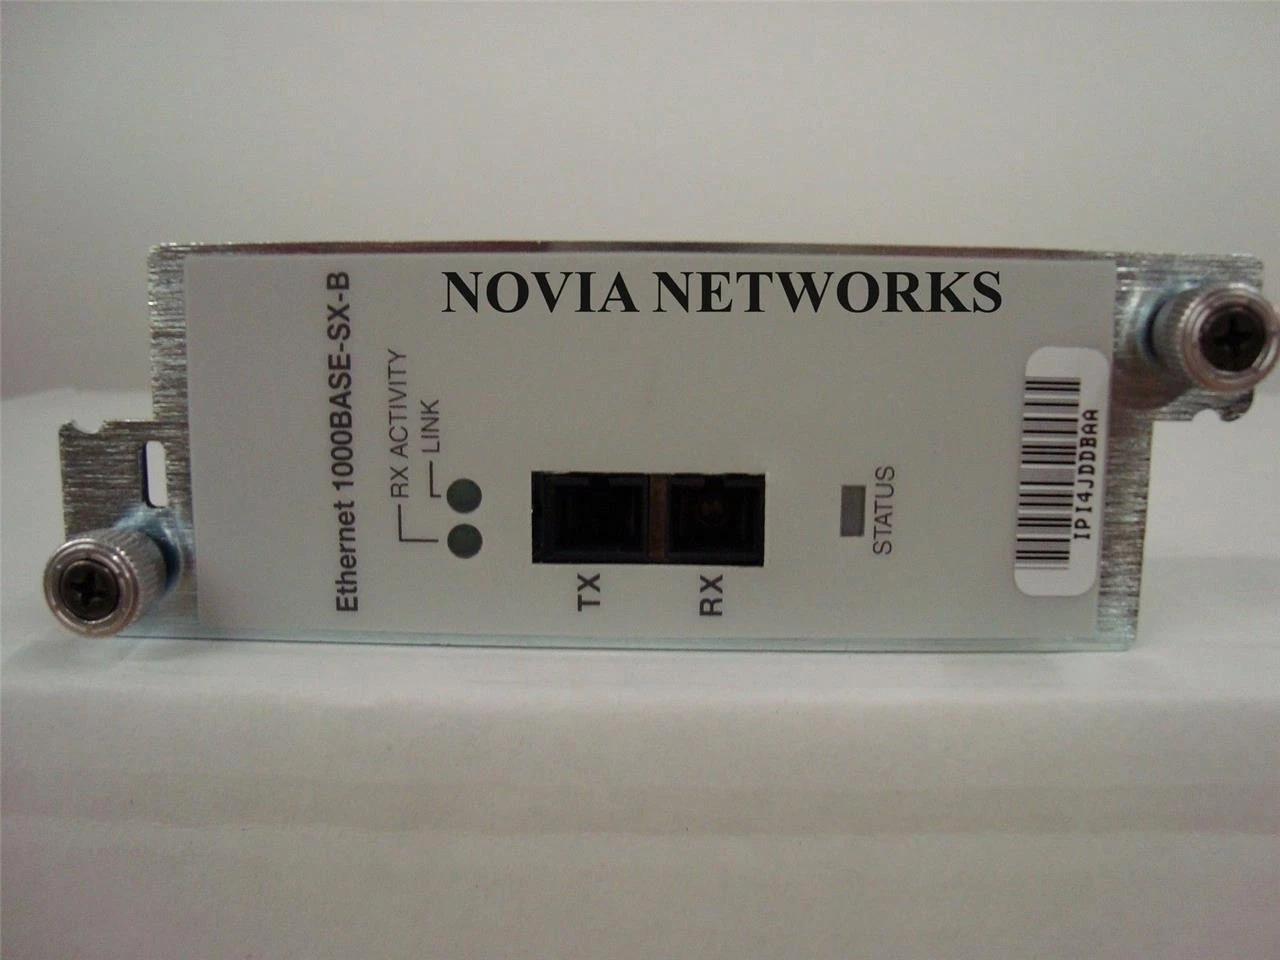 NOVIA NETWORKS
Ethernet 1000BASE-SX-B
RX ACTIVITY
LINK
TX
RX
STATUS
IPI4JDDBAA